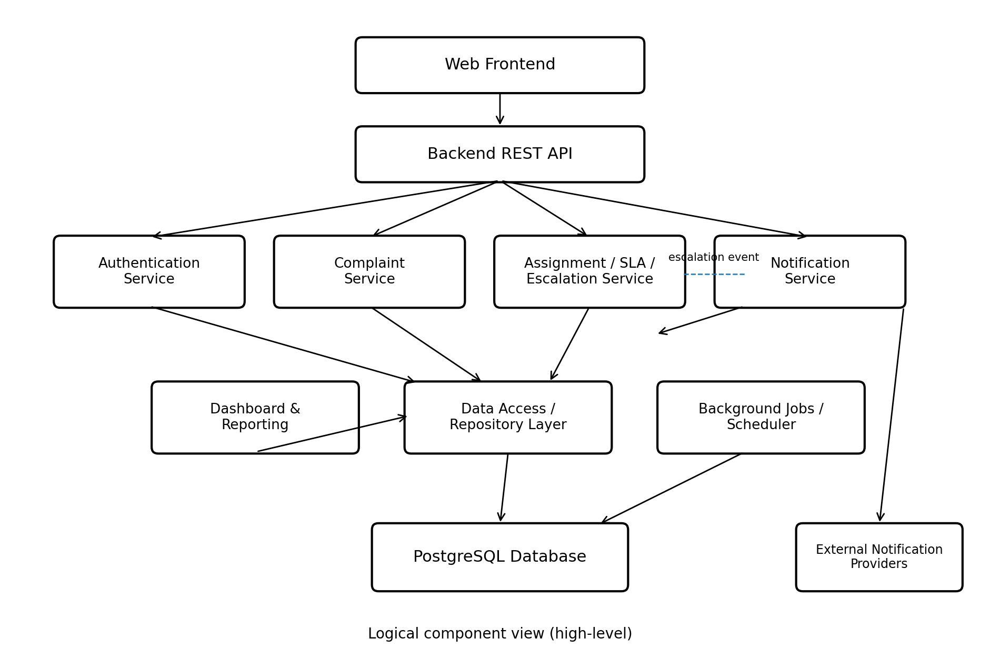 Web Frontend
Backend REST API
Authentication
Service
Complaint
Service
Assignment / SLA /
Escalation Service
escalation event
Notification
Service
Dashboard &
Reporting
Data Access /
Repository Layer
Background Jobs /
Scheduler
PostgreSQL Database
External Notification
Providers
Logical component view (high-level)